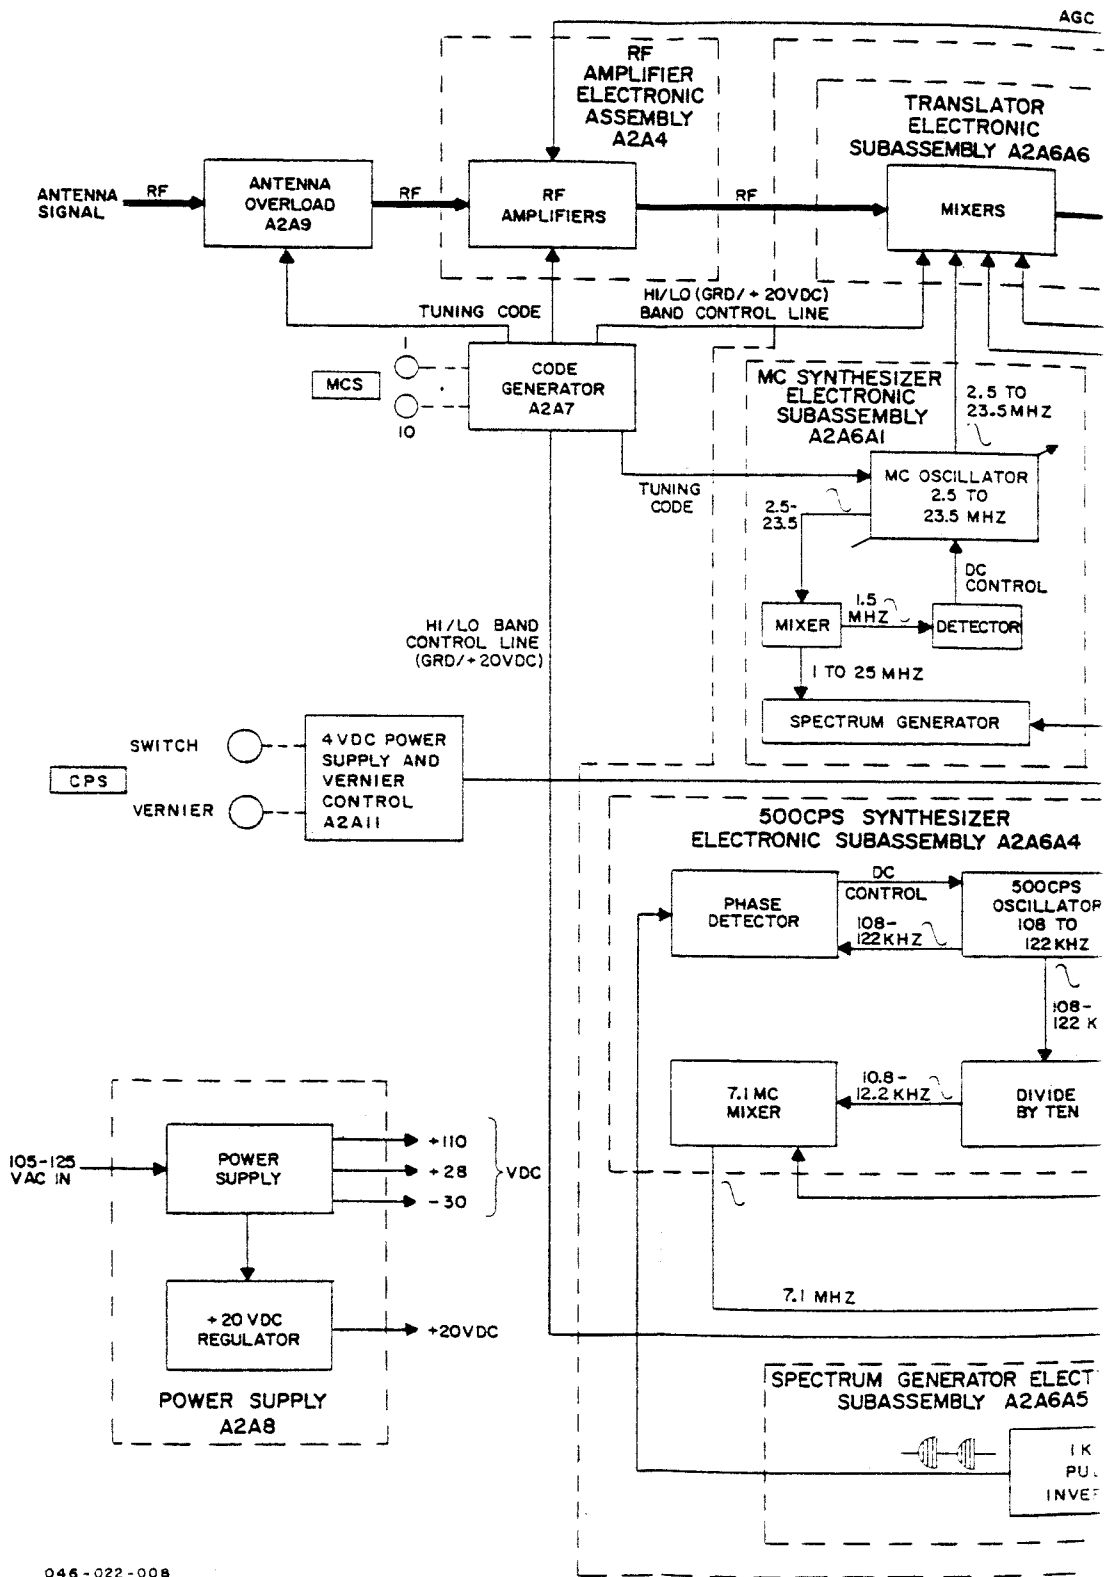 AGC
RF
AMPLIFIER
ELECTRONIC
ASSEMBLY
A2A4
TRANSLATOR
ELECTRONIC
SUBASSEMBLY A2A6A6
ANTENNA
SIGNAL
RF
ANTENNA
OVERLOAD
A2A9
RF
RF
AMPLIFIERS
RF
MIXERS
TUNING CODE
HI/LO (GRD/+20VDC)
BAND CONTROL LINE
1
MCS
10
CODE
GENERATOR
A2A7
MC SYNTHESIZER
ELECTRONIC
SUBASSEMBLY
A2A6A1
2.5 TO
23.5 MHZ
TUNING
CODE
MC OSCILLATOR
2.5 TO
23.5 MHZ
2.5-
23.5
DC
CONTROL
MIXER
1.5
MHZ
DETECTOR
1 TO 25 MHZ
SPECTRUM GENERATOR
HI/LO BAND
CONTROL LINE
(GRD/+20VDC)
SWITCH
CPS
VERNIER
4VDC POWER
SUPPLY AND
VERNIER
CONTROL
A2A11
500CPS SYNTHESIZER
ELECTRONIC SUBASSEMBLY A2A6A4
PHASE
DETECTOR
DC
CONTROL
108-
122KHZ
500CPS
OSCILLATOR
108 TO
122KHZ
108-
122 K
7.1 MC
MIXER
10.8-
12.2KHZ
DIVIDE
BY TEN
105-125
VAC IN
POWER
SUPPLY
+110
+28
-30
VDC
+20VDC
REGULATOR
+20VDC
POWER SUPPLY
A2A8
7.1 MHZ
SPECTRUM GENERATOR ELECT
SUBASSEMBLY A2A6A5
1 K
PUL
INVER
046-022-008